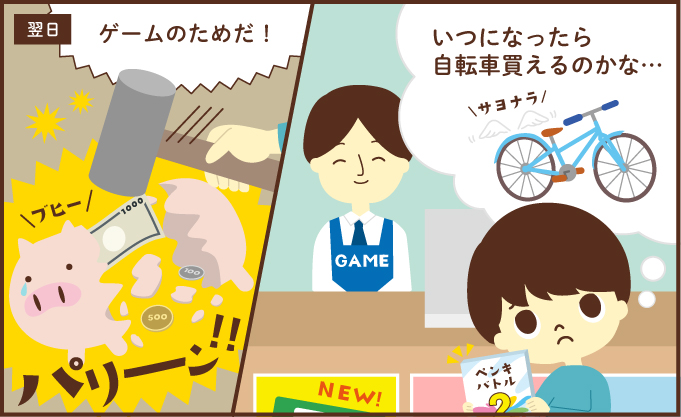 翌日
ゲームのためだ!
ブヒー
1000
100
500
パリーーン!!
いつになったら
自転車買えるのかな…
サヨナラ
GAME
ペンキ
バトル
2
NEW!